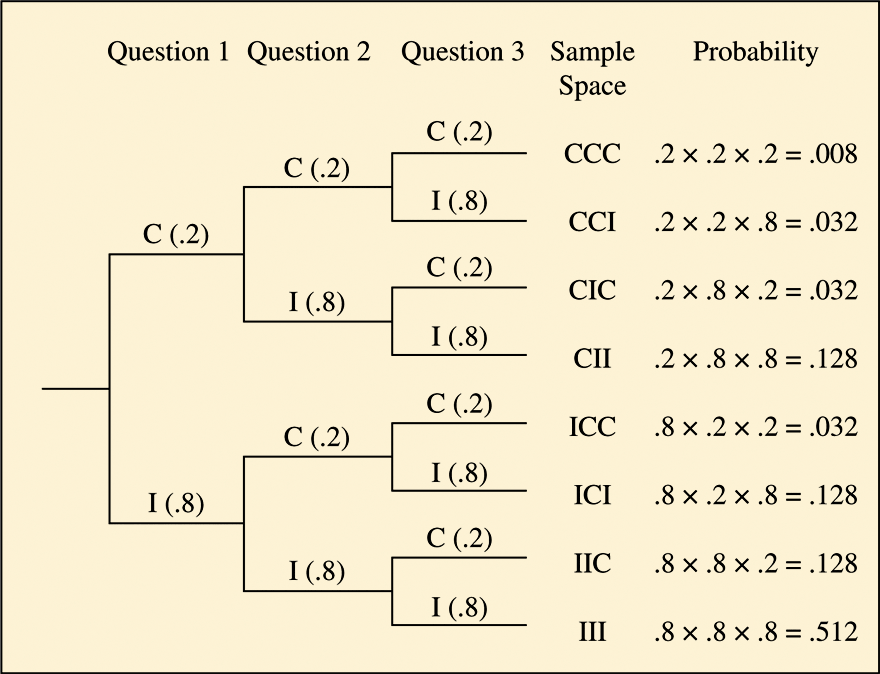 Question 1 Question 2 Question 3 Sample Space Probability
C (.2)
C (.2) CCC .2 × .2 × .2 = .008
I (.8) CCI .2 × .2 × .8 = .032
C (.2)
C (.2) CIC .2 × .8 × .2 = .032
I (.8)
I (.8) CII .2 × .8 × .8 = .128
C (.2) ICC .8 × .2 × .2 = .032
C (.2)
I (.8) ICI .8 × .2 × .8 = .128
I (.8)
C (.2) IIC .8 × .8 × .2 = .128
I (.8)
I (.8) III .8 × .8 × .8 = .512